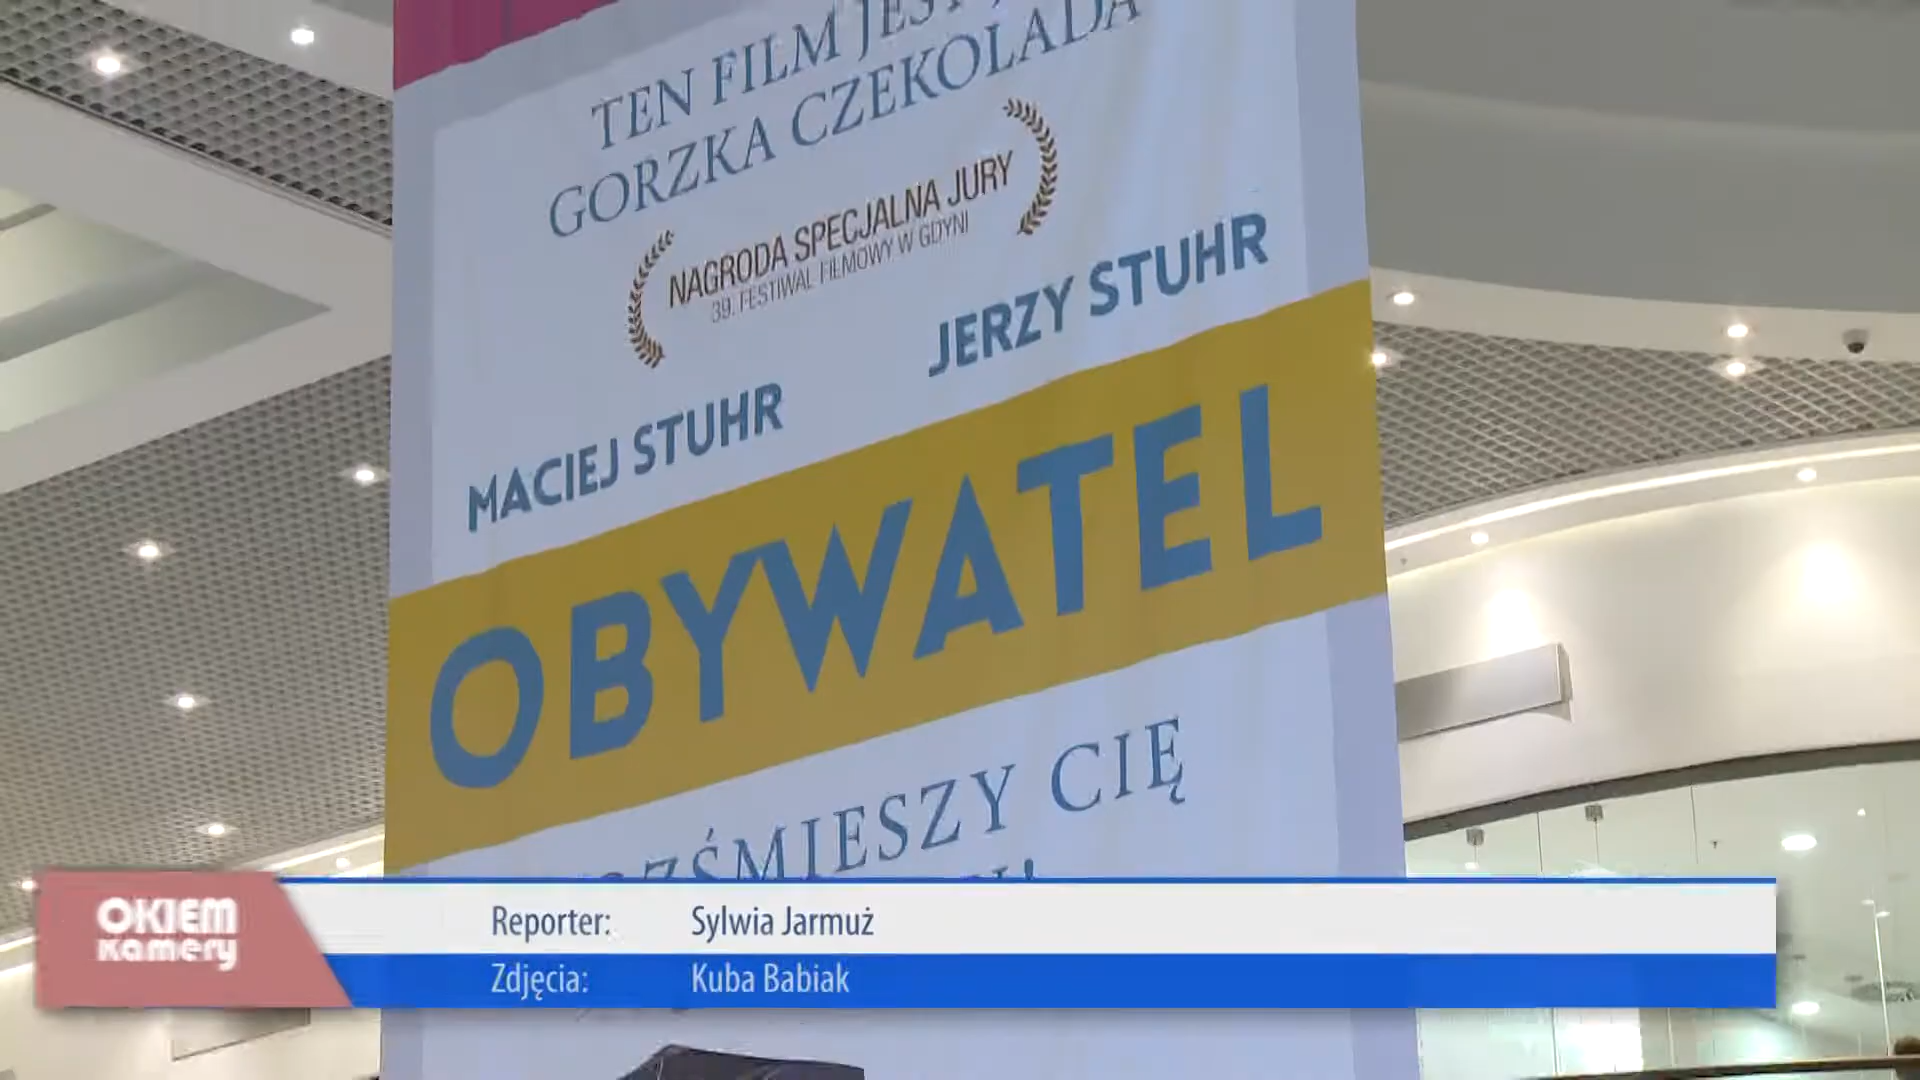 TEN FILM JEST
GORZKA CZEKOLADA
NAGRODA SPECJALNA JURY
39. FESTIWAL FILMOWY W GDYNI
MACIEJ STUHR
JERZY STUHR
OBYWATEL
CIĘ
OKIEM
Kamery
Reporter: Sylwia Jarmuż
Zdjęcia: Kuba Babiak